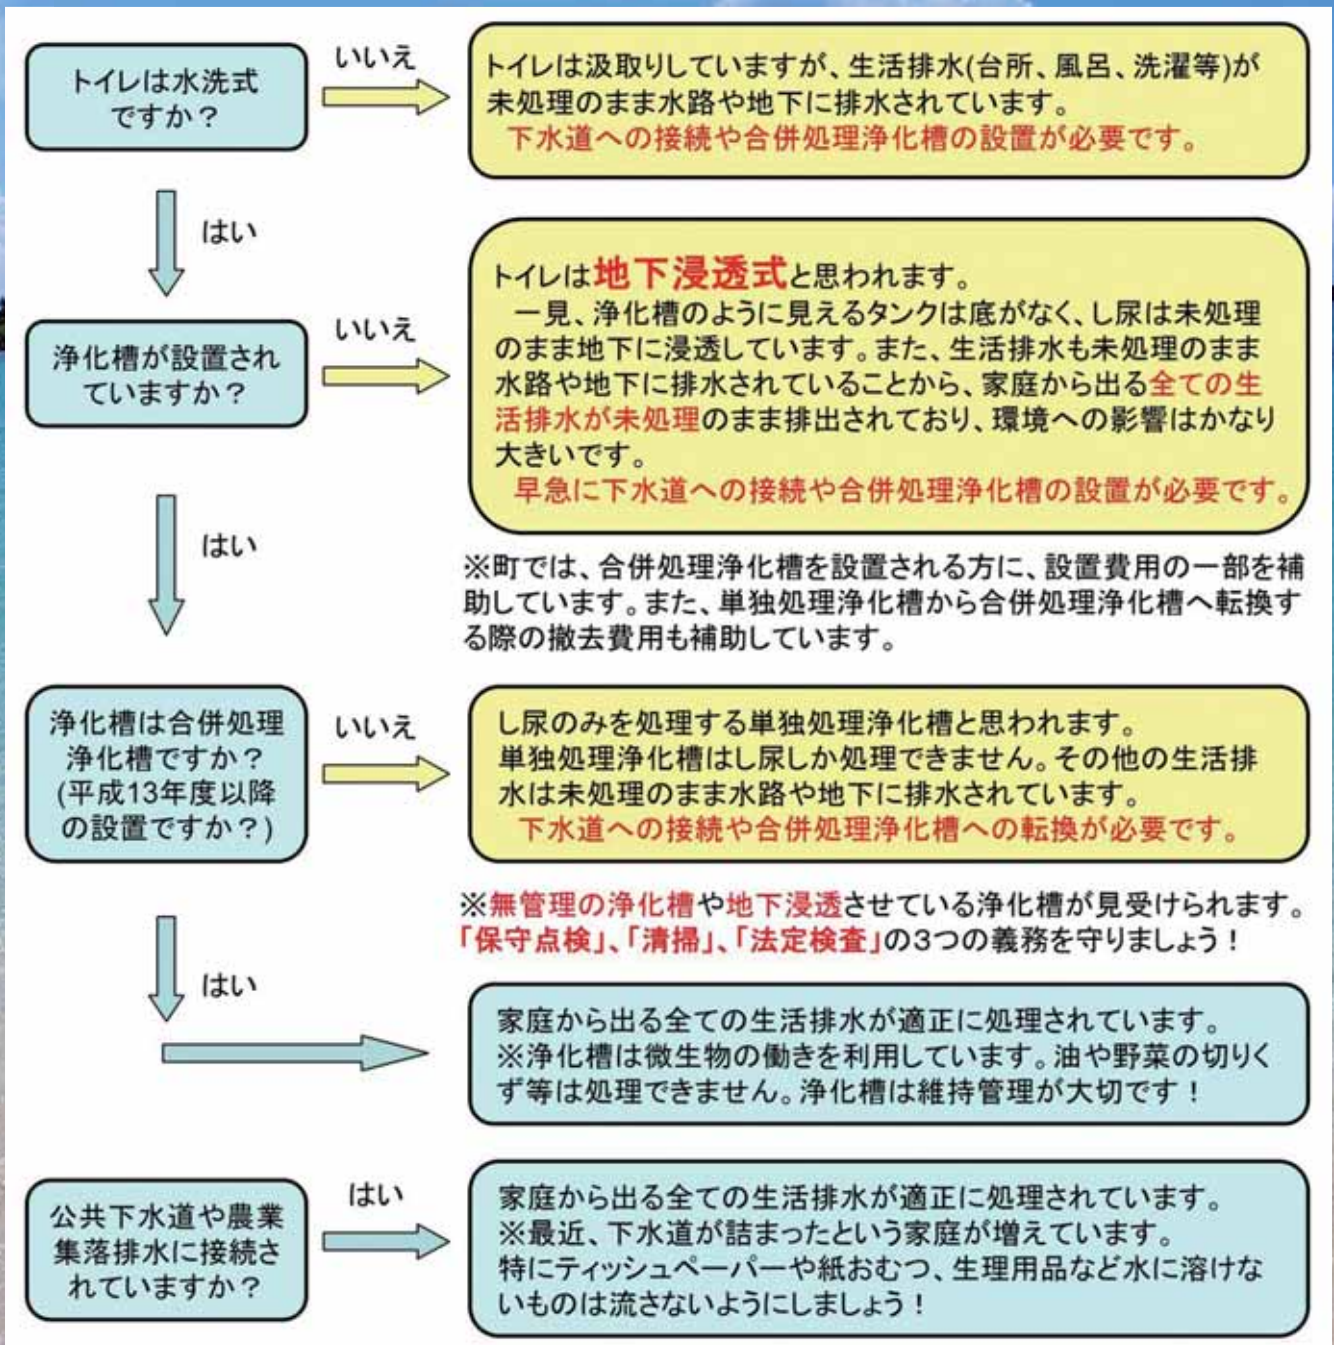 トイレは水洗式
ですか？
いいえ
トイレは汲取りしていますが、生活排水(台所、風呂、洗濯等)が
未処理のまま水路や地下に排水されています。
下水道への接続や合併処理浄化槽の設置が必要です。
はい
浄化槽が設置され
ていますか？
いいえ
トイレは地下浸透式と思われます。
一見、浄化槽のように見えるタンクは底がなく、し尿は未処理
のまま地下に浸透しています。また、生活排水も未処理のまま
水路や地下に排水されていることから、家庭から出る全ての生
活排水が未処理のまま排出されており、環境への影響はかなり
大きいです。
早急に下水道への接続や合併処理浄化槽の設置が必要です。
はい
※町では、合併処理浄化槽を設置される方に、設置費用の一部を補
助しています。また、単独処理浄化槽から合併処理浄化槽へ転換す
る際の撤去費用も補助しています。
浄化槽は合併処理
浄化槽ですか？
(平成13年度以降
の設置ですか？)
いいえ
し尿のみを処理する単独処理浄化槽と思われます。
単独処理浄化槽はし尿しか処理できません。その他の生活排
水は未処理のまま水路や地下に排水されています。
下水道への接続や合併処理浄化槽への転換が必要です。
※無管理の浄化槽や地下浸透させている浄化槽が見受けられます。
「保守点検」、「清掃」、「法定検査」の3つの義務を守りましょう！
はい
家庭から出る全ての生活排水が適正に処理されています。
※浄化槽は微生物の働きを利用しています。油や野菜の切りく
ず等は処理できません。浄化槽は維持管理が大切です！
公共下水道や農業
集落排水に接続さ
れていますか？
はい
家庭から出る全ての生活排水が適正に処理されています。
※最近、下水道が詰まったという家庭が増えています。
特にティッシュペーパーや紙おむつ、生理用品など水に溶けな
いものは流さないようにしましょう！